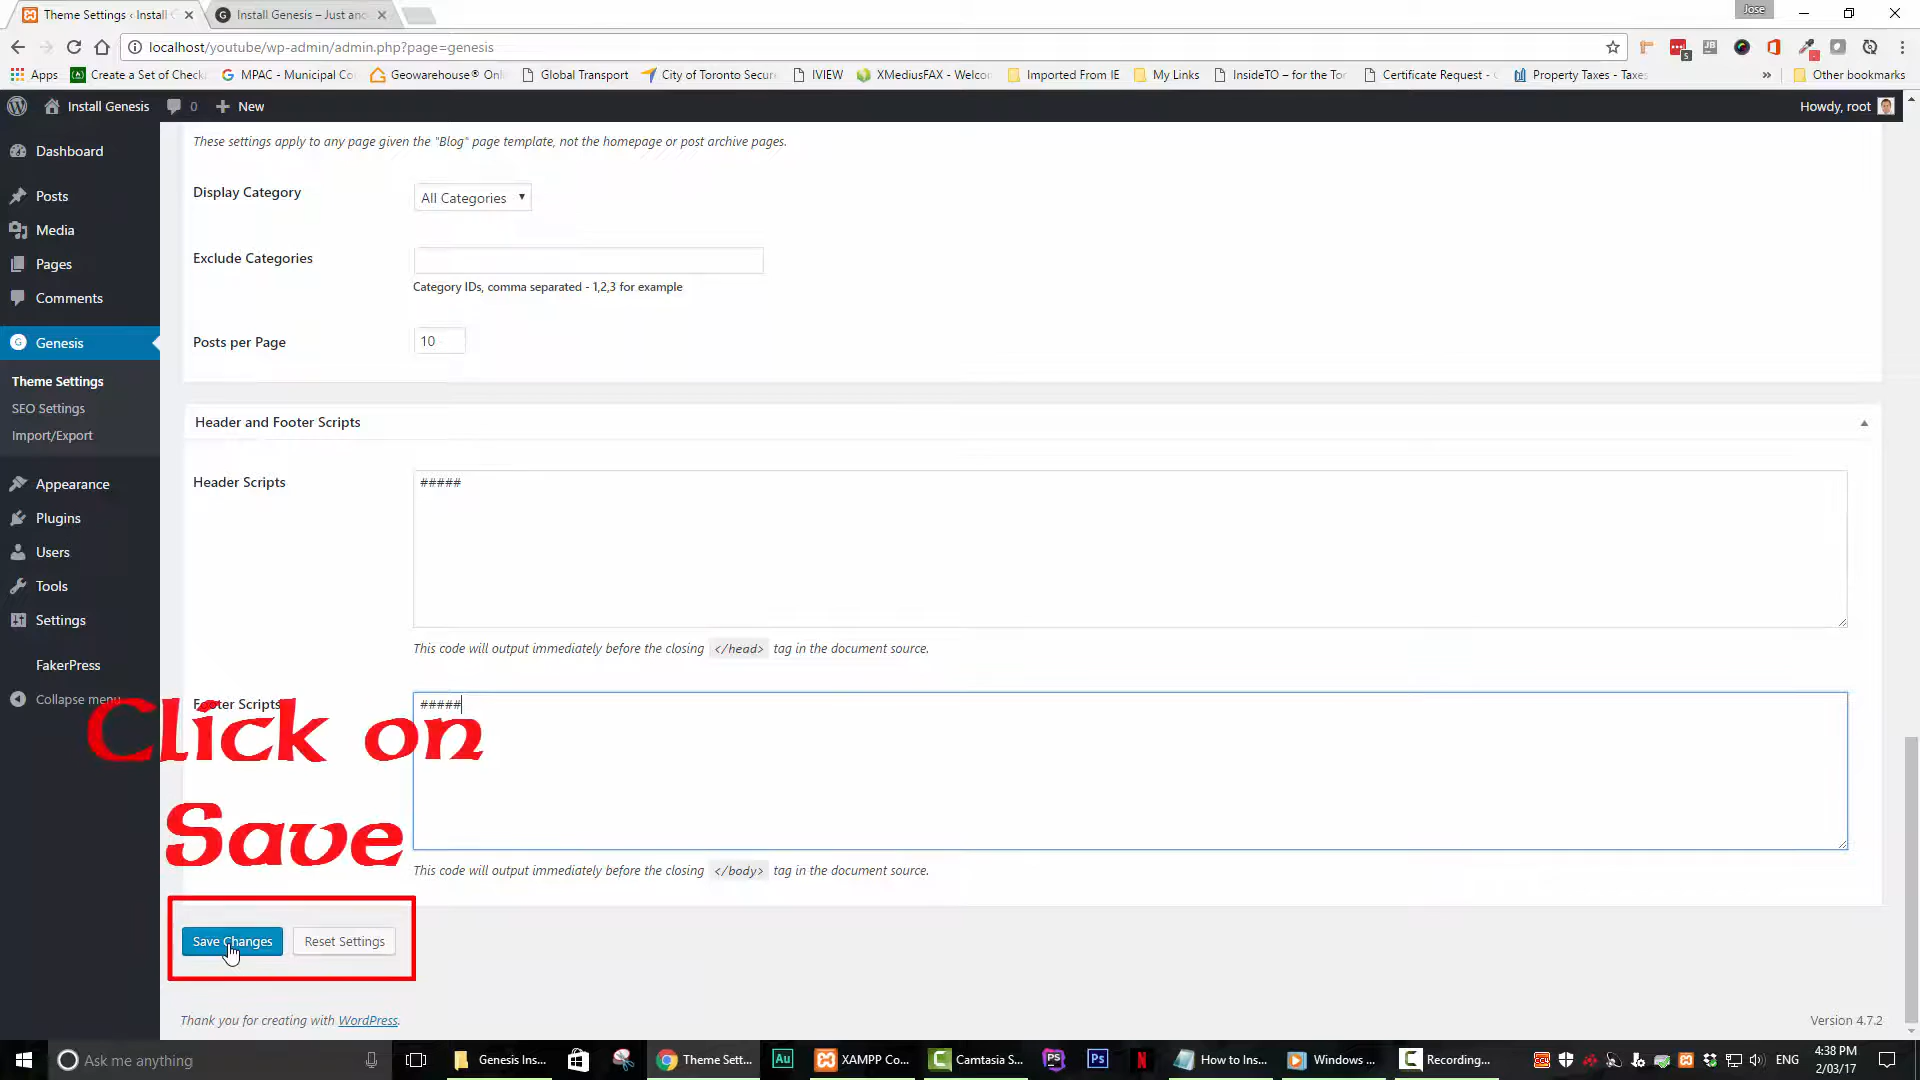 Theme Settings ‹ Install
Install Genesis – Just an
Jose
localhost/youtube/wp-admin/admin.php?page=genesis
5
JB
Apps
Create a Set of Check
MPAC - Municipal Co
Geowarehouse® Onl
Global Transport
City of Toronto Secure
IVIEW
XMediusFAX - Welco
Imported From IE
My Links
InsideTO – for the To
Certificate Request -
Property Taxes - Taxe
»
Other bookmarks
Install Genesis
0
New
Howdy, root
Dashboard
Posts
Media
Pages
Comments
Genesis
Theme Settings
SEO Settings
Import/Export
Appearance
Plugins
Users
Tools
Settings
FakerPress
Collapse menu
These settings apply to any page given the "Blog" page template, not the homepage or post archive pages.
Display Category
All Categories
Exclude Categories
Category IDs, comma separated - 1,2,3 for example
Posts per Page
10
Header and Footer Scripts
Header Scripts
#####
This code will output immediately before the closing </head> tag in the document source.
Footer Scripts
#####
This code will output immediately before the closing </body> tag in the document source.
Click on
Save
Save Changes
Reset Settings
Thank you for creating with WordPress.
Version 4.7.2
Ask me anything
Genesis Ins...
Theme Sett...
Au
XAMPP Co...
Camtasia S...
PS
Ps
N
How to Ins...
Windows ...
Recording...
ENG
4:38 PM
2/03/17